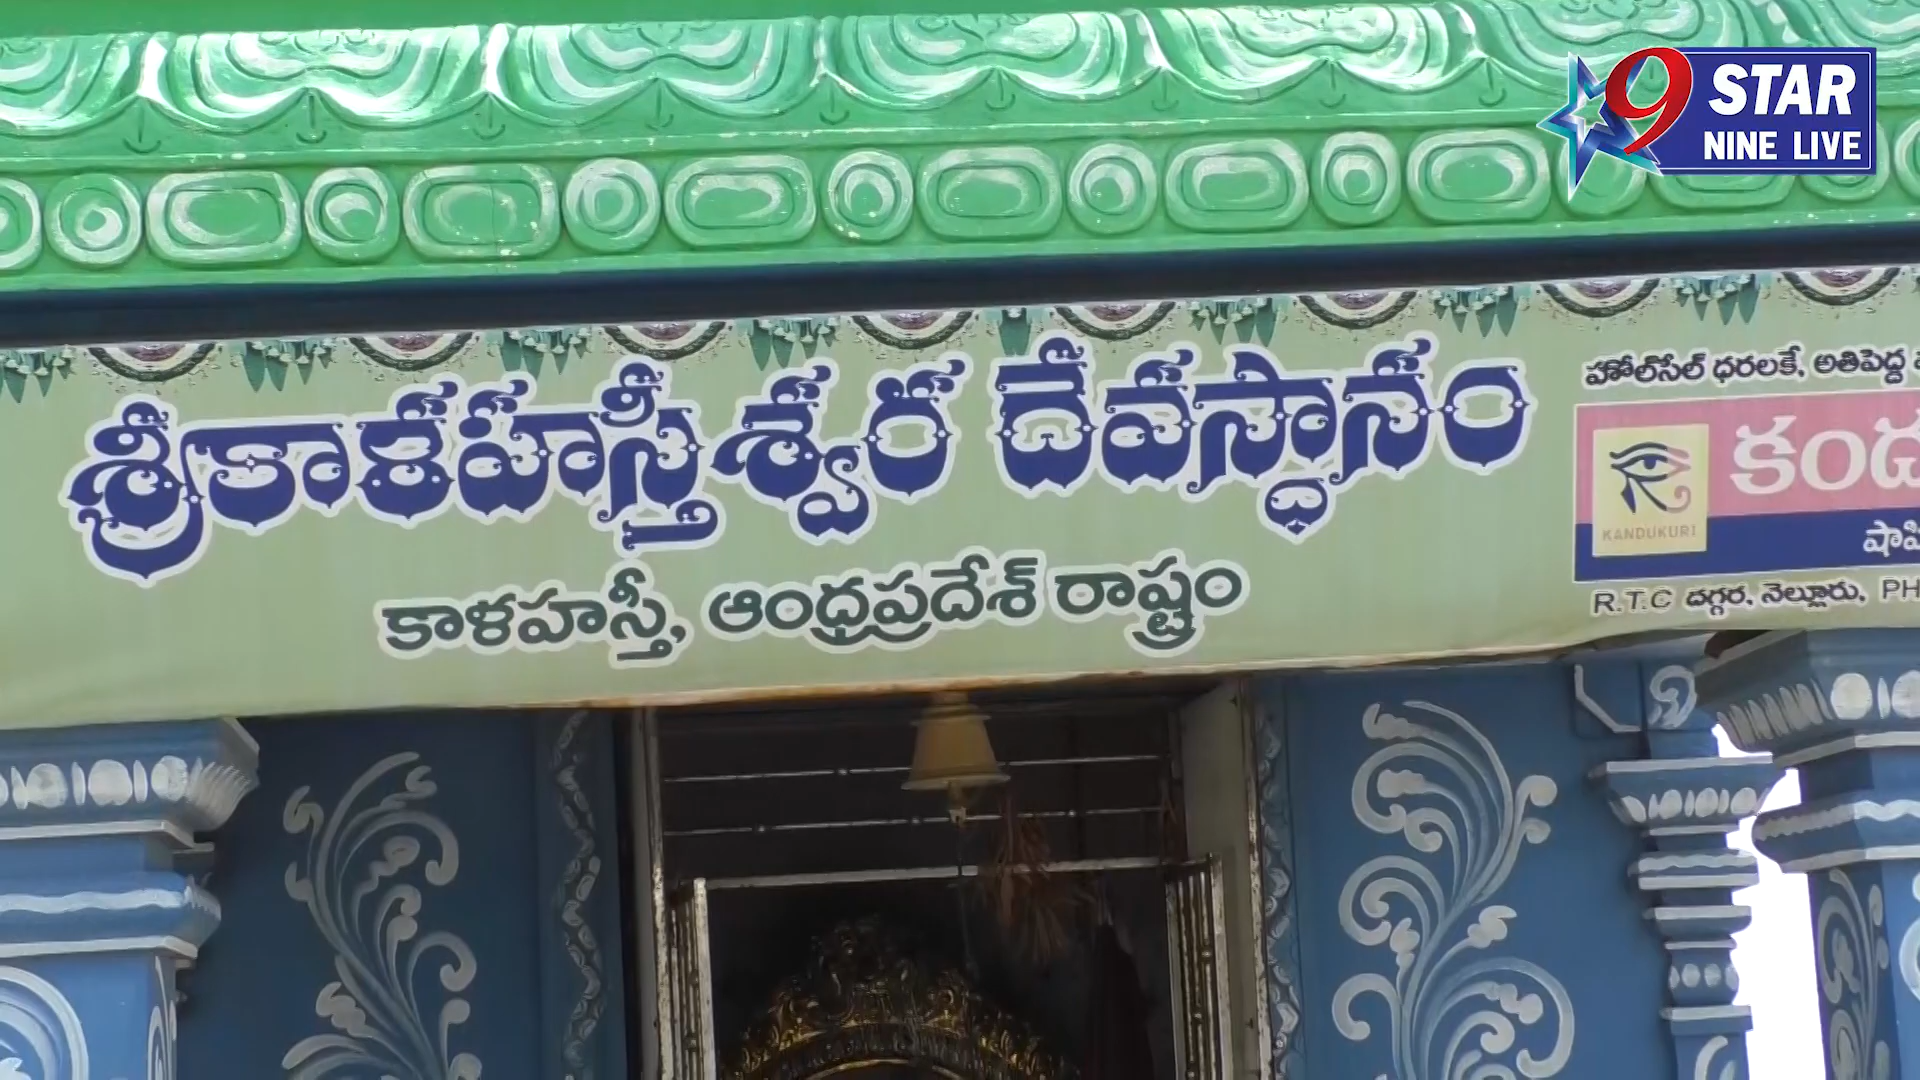 9 STAR
NINE LIVE
శ్రీకాళహస్తీశ్వర దేవస్థానం
కాళహస్తీ, ఆంధ్రప్రదేశ్ రాష్ట్రం
హోల్‌సేల్ ధరలకే, అతిపెద్ద
KANDUKURI
R.T.C దగ్గర, నెల్లూరు, PH